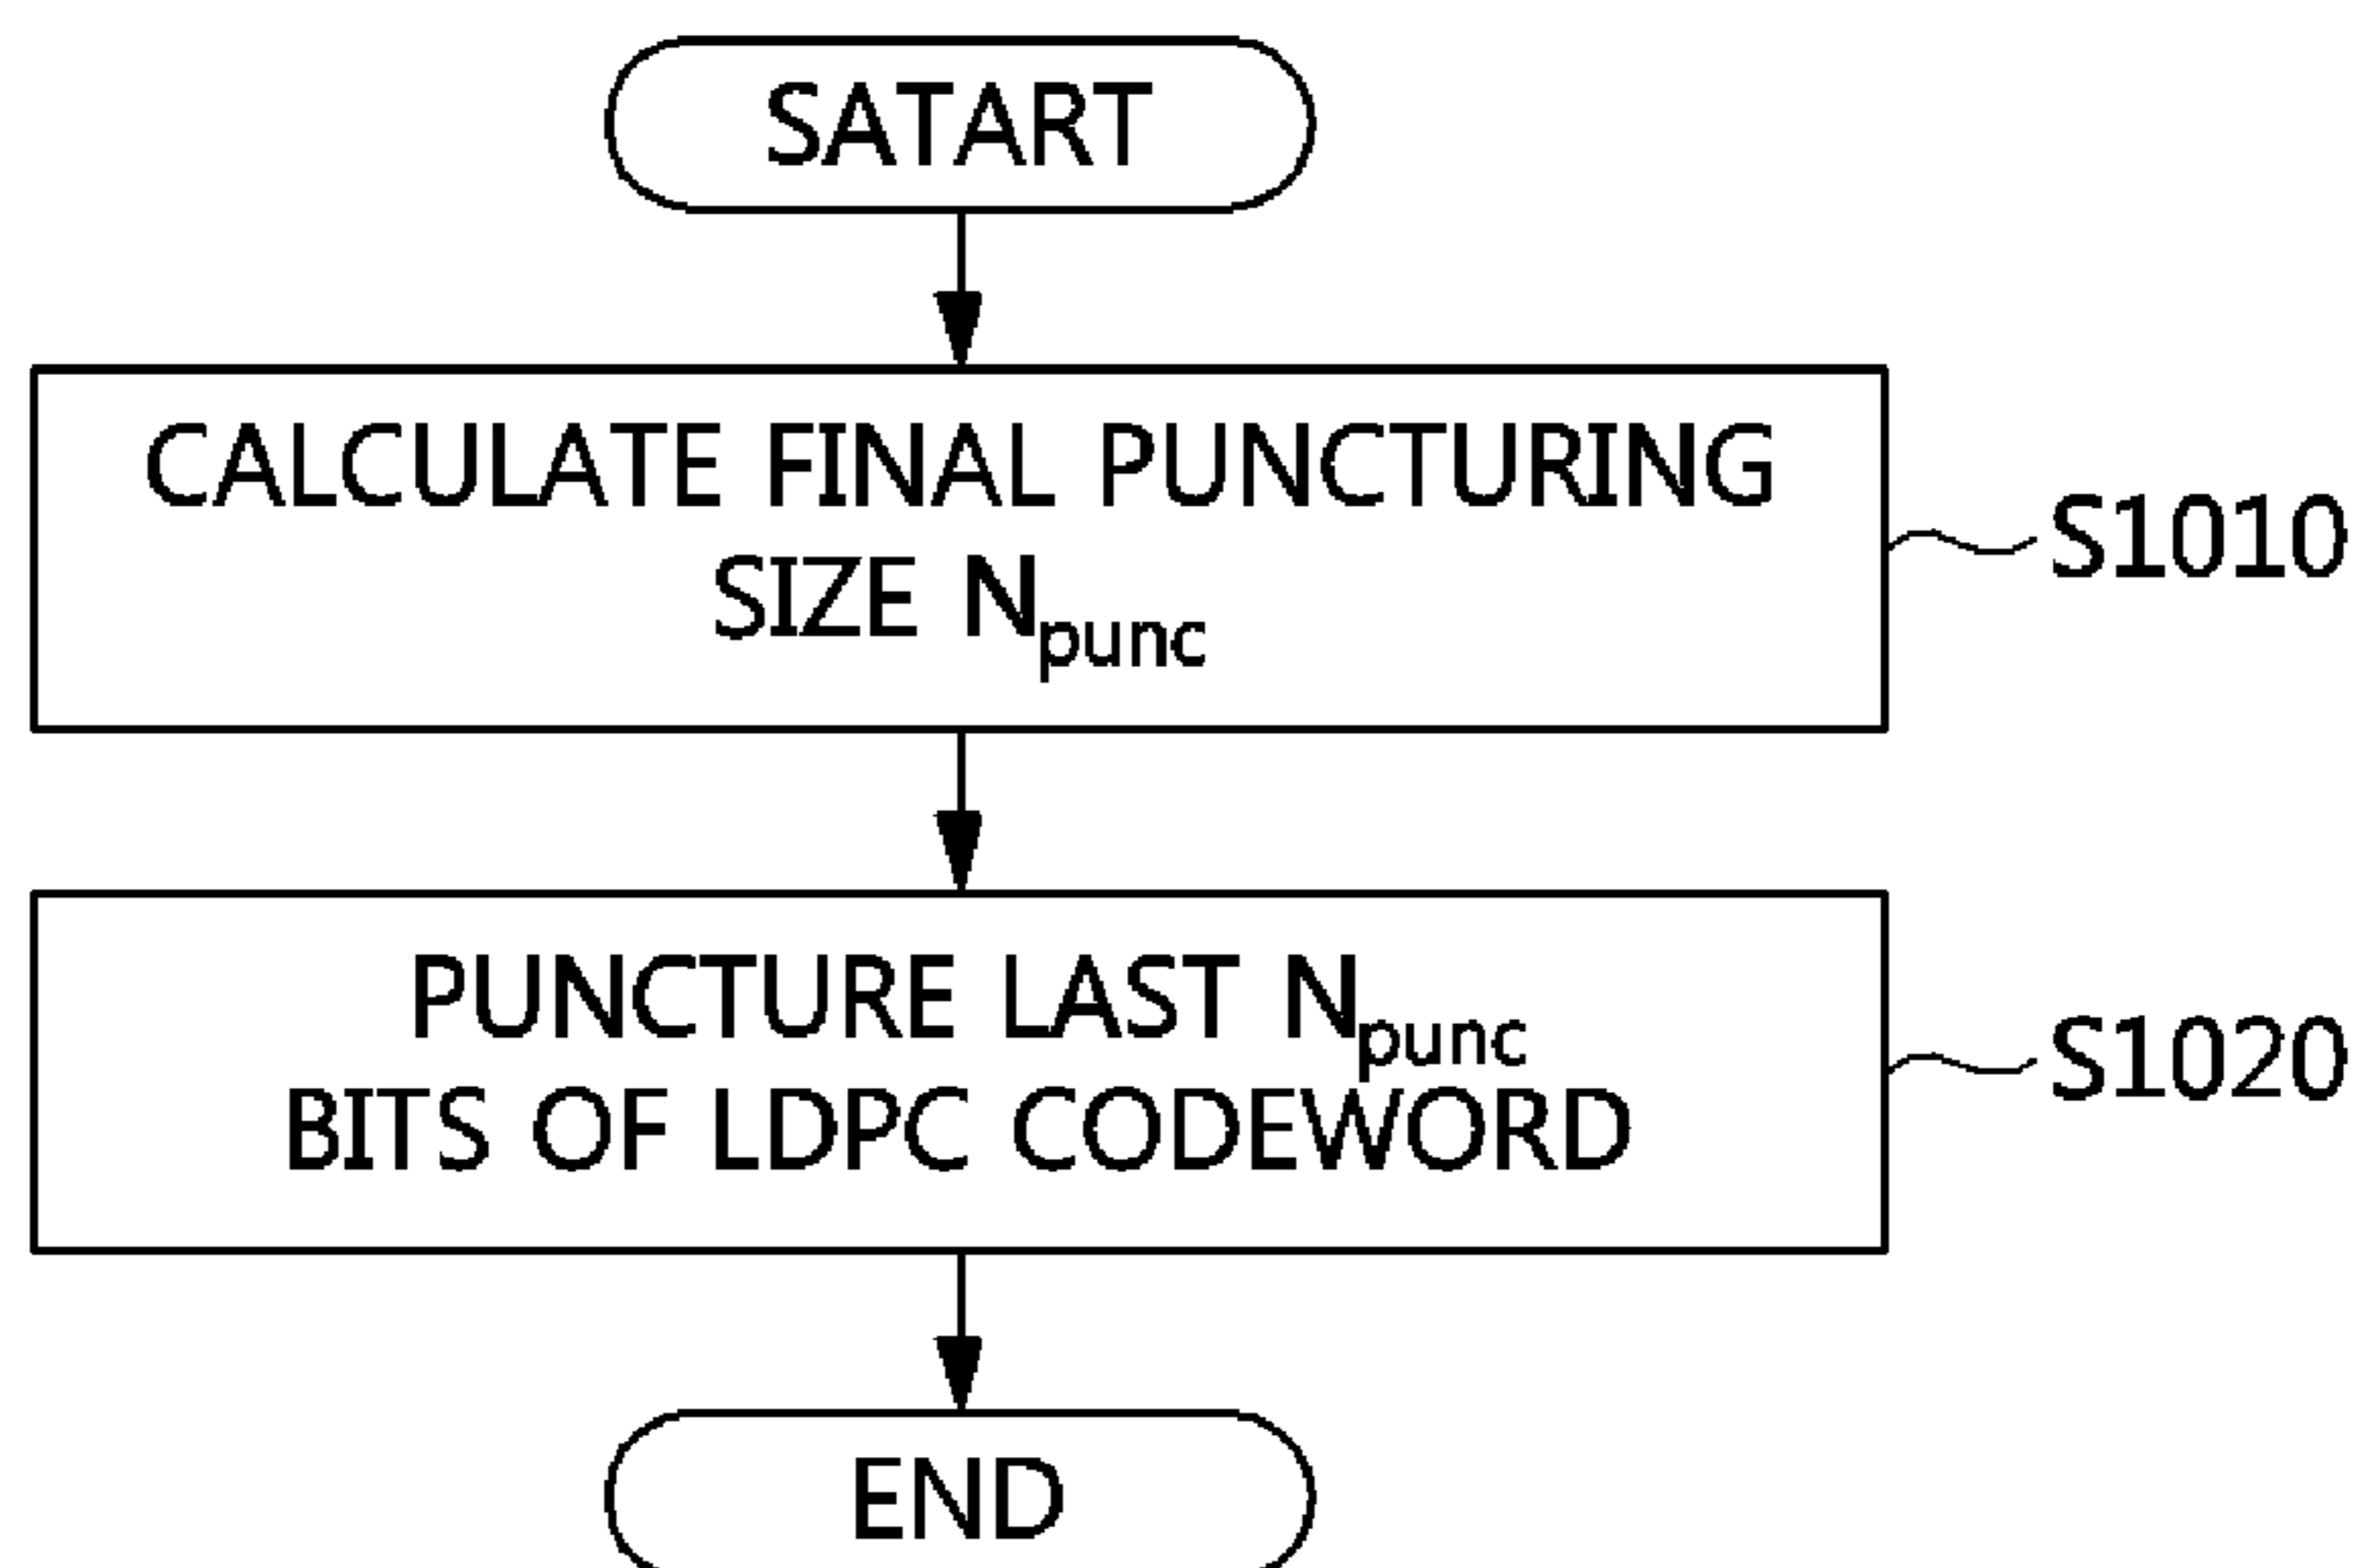 SATART
CALCULATE FINAL PUNCTURING
SIZE Npunc
S1010
PUNCTURE LAST Npunc
BITS OF LDPC CODEWORD
S1020
END